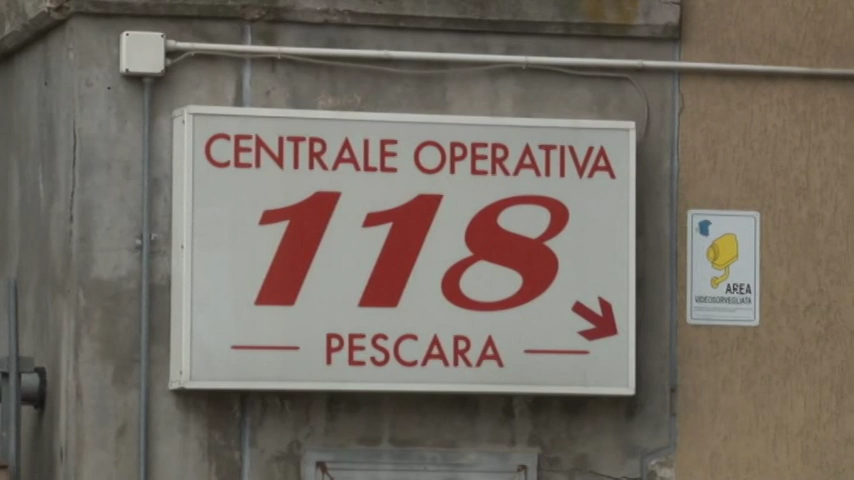 CENTRALE OPERATIVA
118
PESCARA
AREA
VIDEOSORVEGLIATA